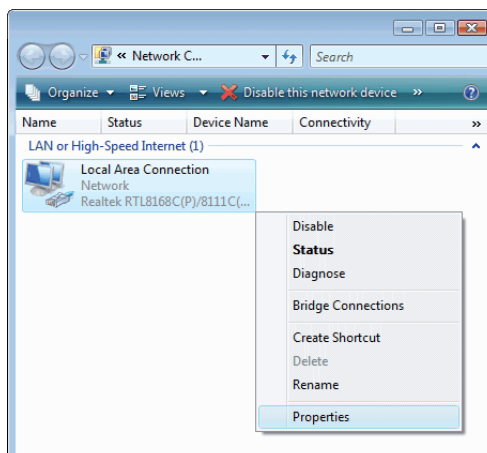 « Network C...
Search
Organize Views Disable this network device »
Name Status Device Name Connectivity »
LAN or High-Speed Internet (1)
Local Area Connection
Network
Realtek RTL8168C(P)/8111C(...
Disable
Status
Diagnose
Bridge Connections
Create Shortcut
Delete
Rename
Properties